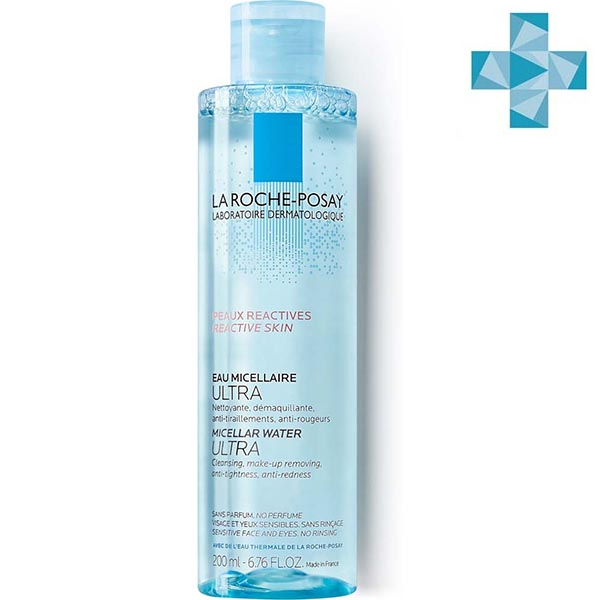 LA ROCHE-POSAY
LABORATOIRE DERMATOLOGIQUE
PEAUX REACTIVES
REACTIVE SKIN
EAU MICELLAIRE
ULTRA
Nettoyante, démaquillante,
anti-tiraillements, anti-rougeurs
MICELLAR WATER
ULTRA
Cleansing, make-up removing,
anti-tightness, anti-redness
SANS PARFUM. NO PERFUME
VISAGE ET YEUX SENSIBLES. SANS RINÇAGE
SENSITIVE FACE AND EYES. NO RINSING
AVEC DE L'EAU THERMALE DE LA ROCHE-POSAY
200 ml - 6.76 FL.OZ. Made in France